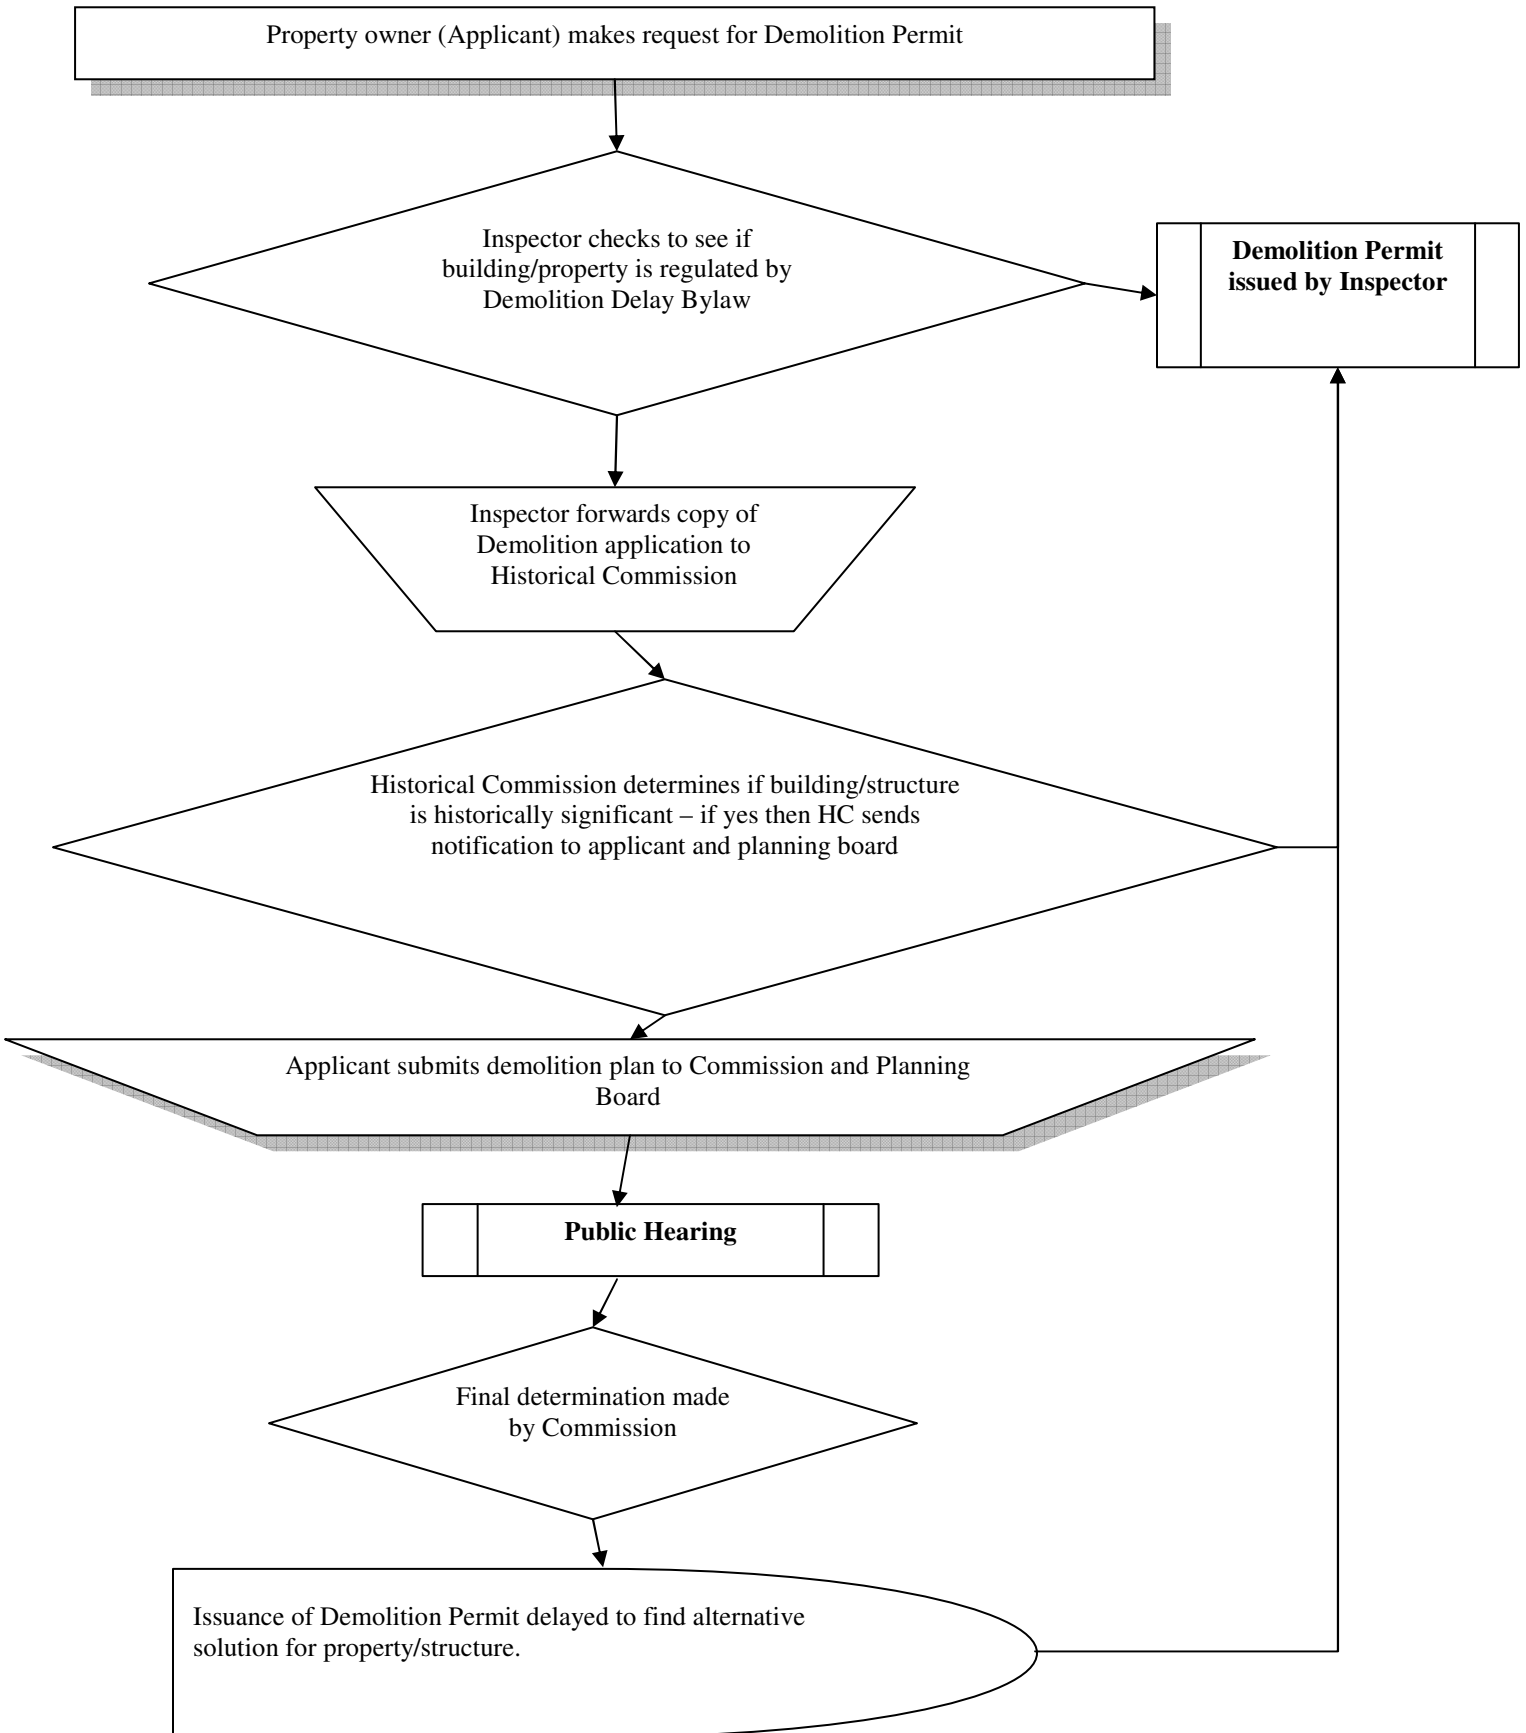 Property owner (Applicant) makes request for Demolition Permit
Inspector checks to see if
building/property is regulated by
Demolition Delay Bylaw
Demolition Permit
issued by Inspector
Inspector forwards copy of
Demolition application to
Historical Commission
Historical Commission determines if building/structure
is historically significant – if yes then HC sends
notification to applicant and planning board
Applicant submits demolition plan to Commission and Planning
Board
Public Hearing
Final determination made
by Commission
Issuance of Demolition Permit delayed to find alternative
solution for property/structure.